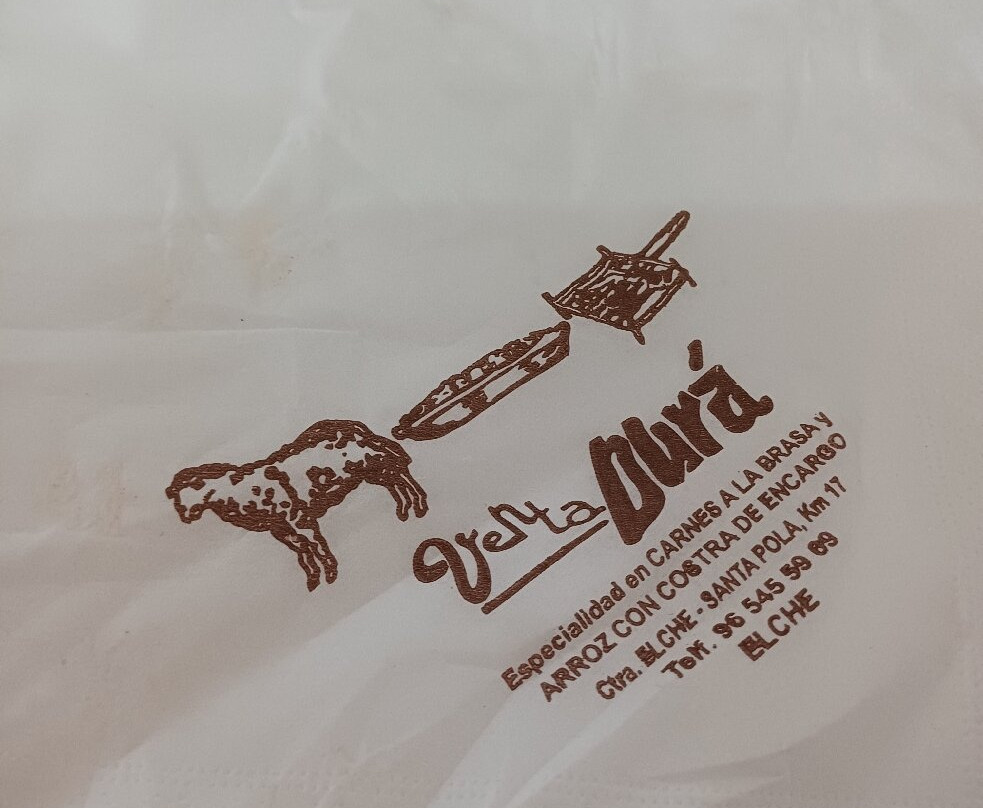 Venta Durá
Especialidad en CARNES A LA BRASA y
ARROZ CON COSTRA DE ENCARGO
Ctra. ELCHE - SANTA POLA, Km 17
Telf. 96 545 59 69
ELCHE